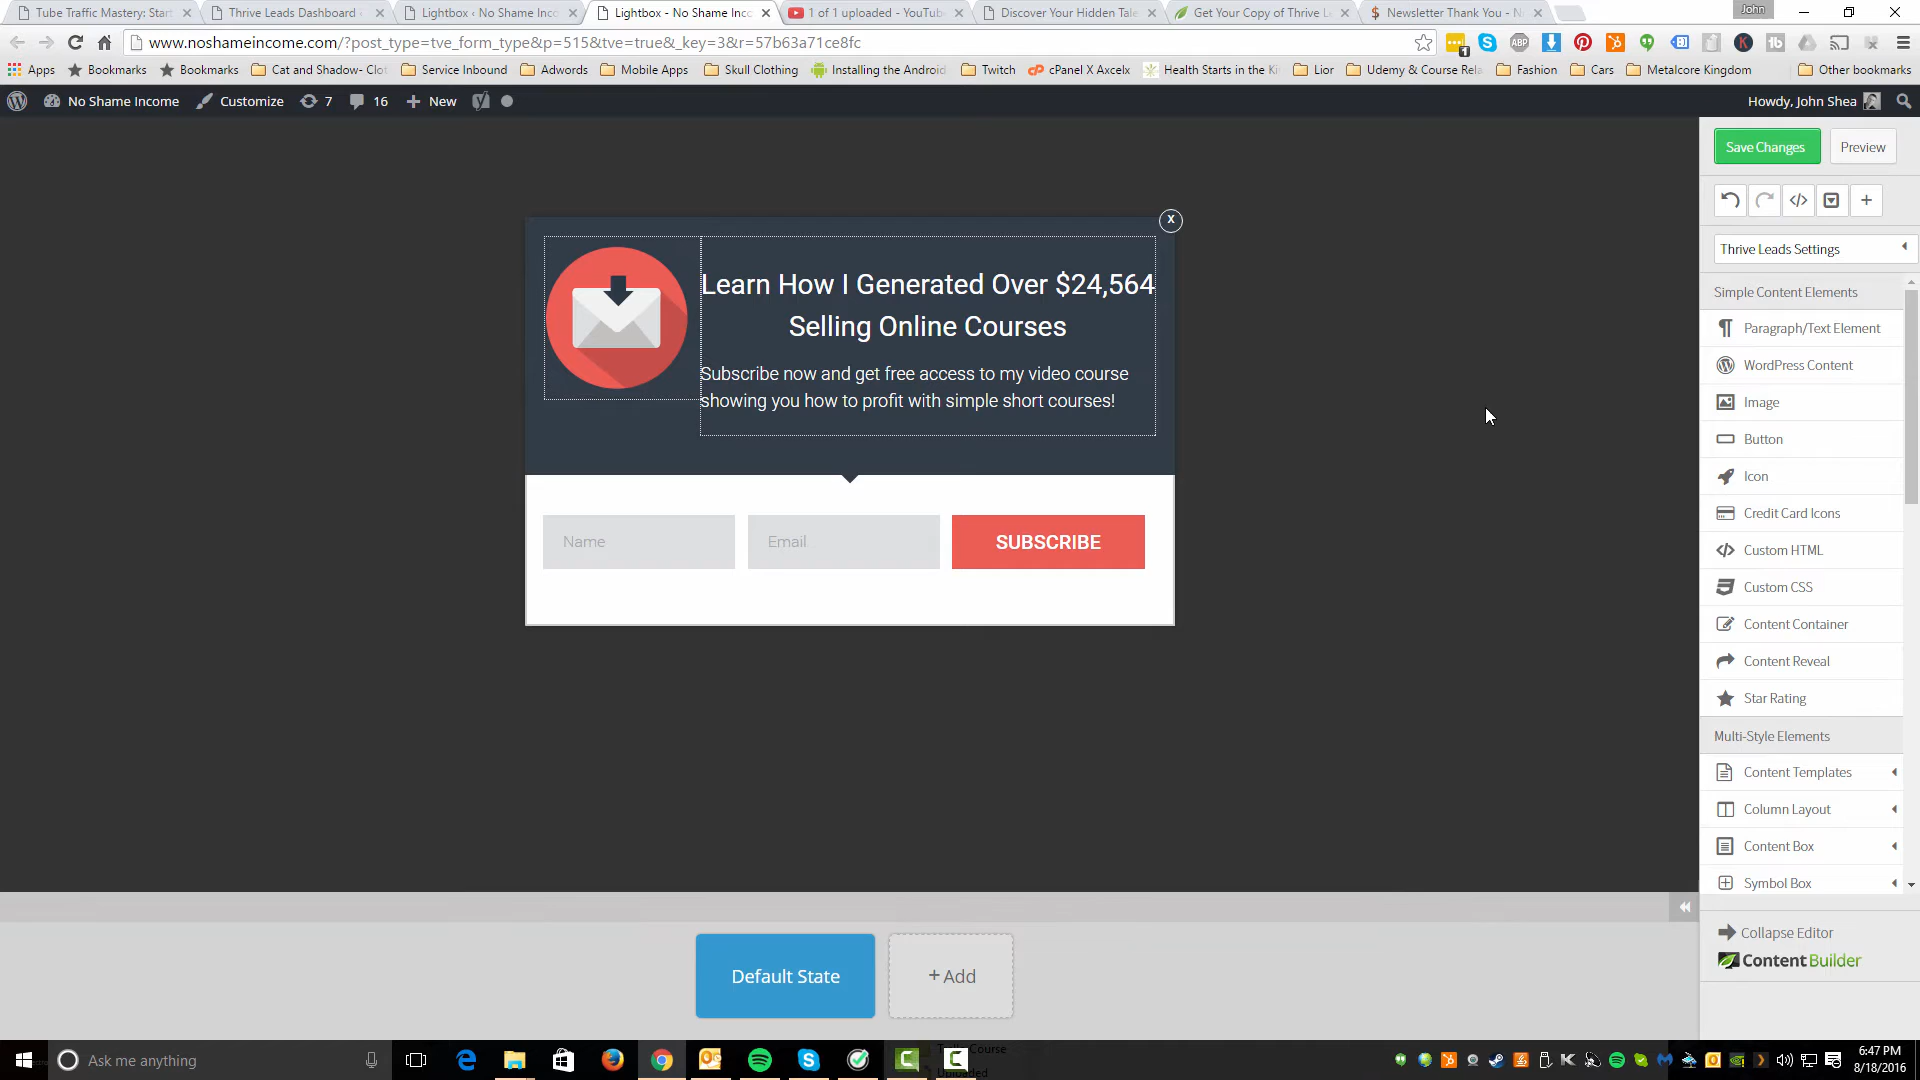 Tube Traffic Mastery: Start
Thrive Leads Dashboard ‹
Lightbox ‹ No Shame Inco
Lightbox - No Shame Inc
1 of 1 uploaded - YouTub
Discover Your Hidden Tale
Get Your Copy of Thrive L
Newsletter Thank You - N
John
www.noshameincome.com/?post_type=tve_form_type&p=515&tve=true&_key=3&r=57b63a71ce8fc
Apps
Bookmarks
Bookmarks
Cat and Shadow- Clot
Service Inbound
Adwords
Mobile Apps
Skull Clothing
Installing the Android
Twitch
cPanel X Axcelx
Health Starts in the Ki
Lior
Udemy & Course Rela
Fashion
Cars
Metalcore Kingdom
Other bookmarks
No Shame Income
Customize
7
16
New
Howdy, John Shea
Save Changes
Preview
Thrive Leads Settings
Simple Content Elements
Paragraph/Text Element
WordPress Content
Image
Button
Icon
Credit Card Icons
Custom HTML
Custom CSS
Content Container
Content Reveal
Star Rating
Multi-Style Elements
Content Templates
Column Layout
Content Box
Symbol Box
Collapse Editor
Content Builder
X
Learn How I Generated Over $24,564
Selling Online Courses
Subscribe now and get free access to my video course
showing you how to profit with simple short courses!
Name
Email
SUBSCRIBE
Default State
+ Add
Ask me anything
Course
Uploaded
6:47 PM
8/18/2016